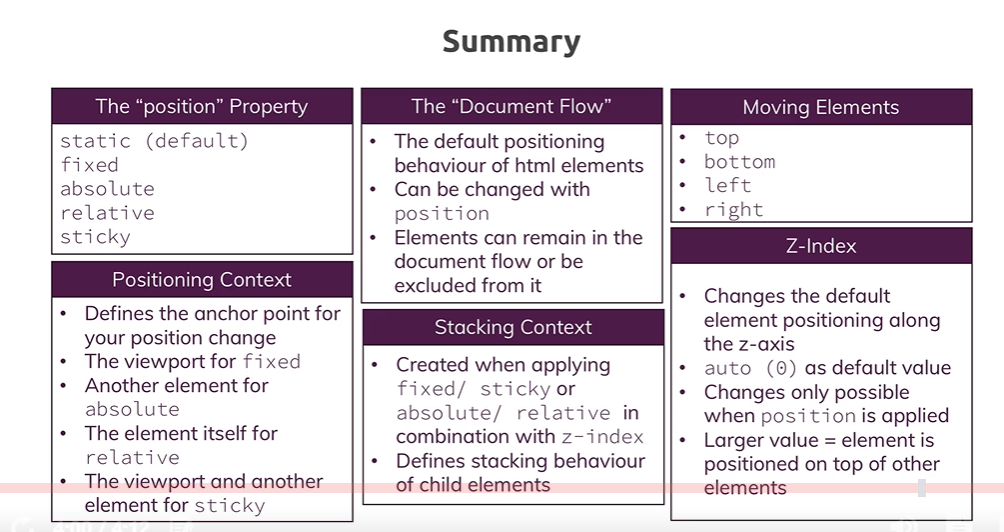 Summary
The “position” Property
static (default)
fixed
absolute
relative
sticky
Positioning Context
• Defines the anchor point for
your position change
• The viewport for fixed
• Another element for
absolute
• The element itself for
relative
• The viewport and another
element for sticky
The “Document Flow”
• The default positioning
behaviour of html elements
• Can be changed with
position
• Elements can remain in the
document flow or be
excluded from it
Stacking Context
• Created when applying
fixed/ sticky or
absolute/ relative in
combination with z-index
• Defines stacking behaviour
of child elements
Moving Elements
• top
• bottom
• left
• right
Z-Index
• Changes the default
element positioning along
the z-axis
• auto (0) as default value
• Changes only possible
when position is applied
• Larger value = element is
positioned on top of other
elements